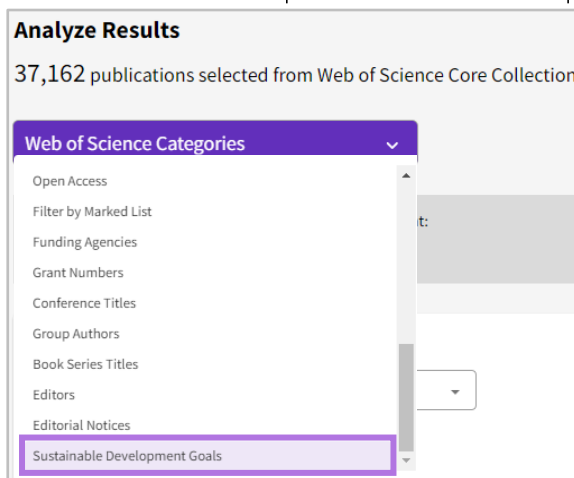 Analyze Results
37,162 publications selected from Web of Science Core Collection
Web of Science Categories
Open Access
Filter by Marked List
t:
Funding Agencies
Grant Numbers
Conference Titles
Group Authors
Book Series Titles
Editors
Editorial Notices
Sustainable Development Goals